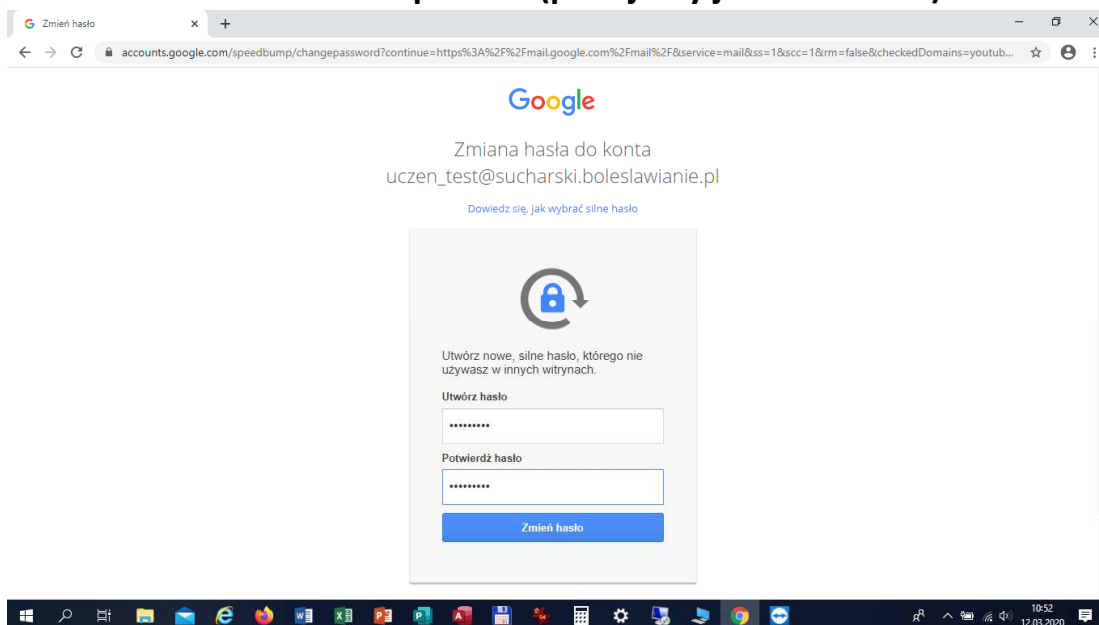 Zmień hasło
accounts.google.com/speedbump/changepassword?continue=https%3A%2F%2Fmail.google.com%2Fmail%2F&service=mail&ss=1&scc=1&rm=false&checkedDomains=youtub...
Google
Zmiana hasła do konta
uczen_test@sucharski.boleslawianie.pl
Dowiedz się, jak wybrać silne hasło
Utwórz nowe, silne hasło, którego nie
używasz w innych witrynach.
Utwórz hasło
•••••••••
Potwierdź hasło
•••••••••
Zmień hasło
10:52
12.03.2020